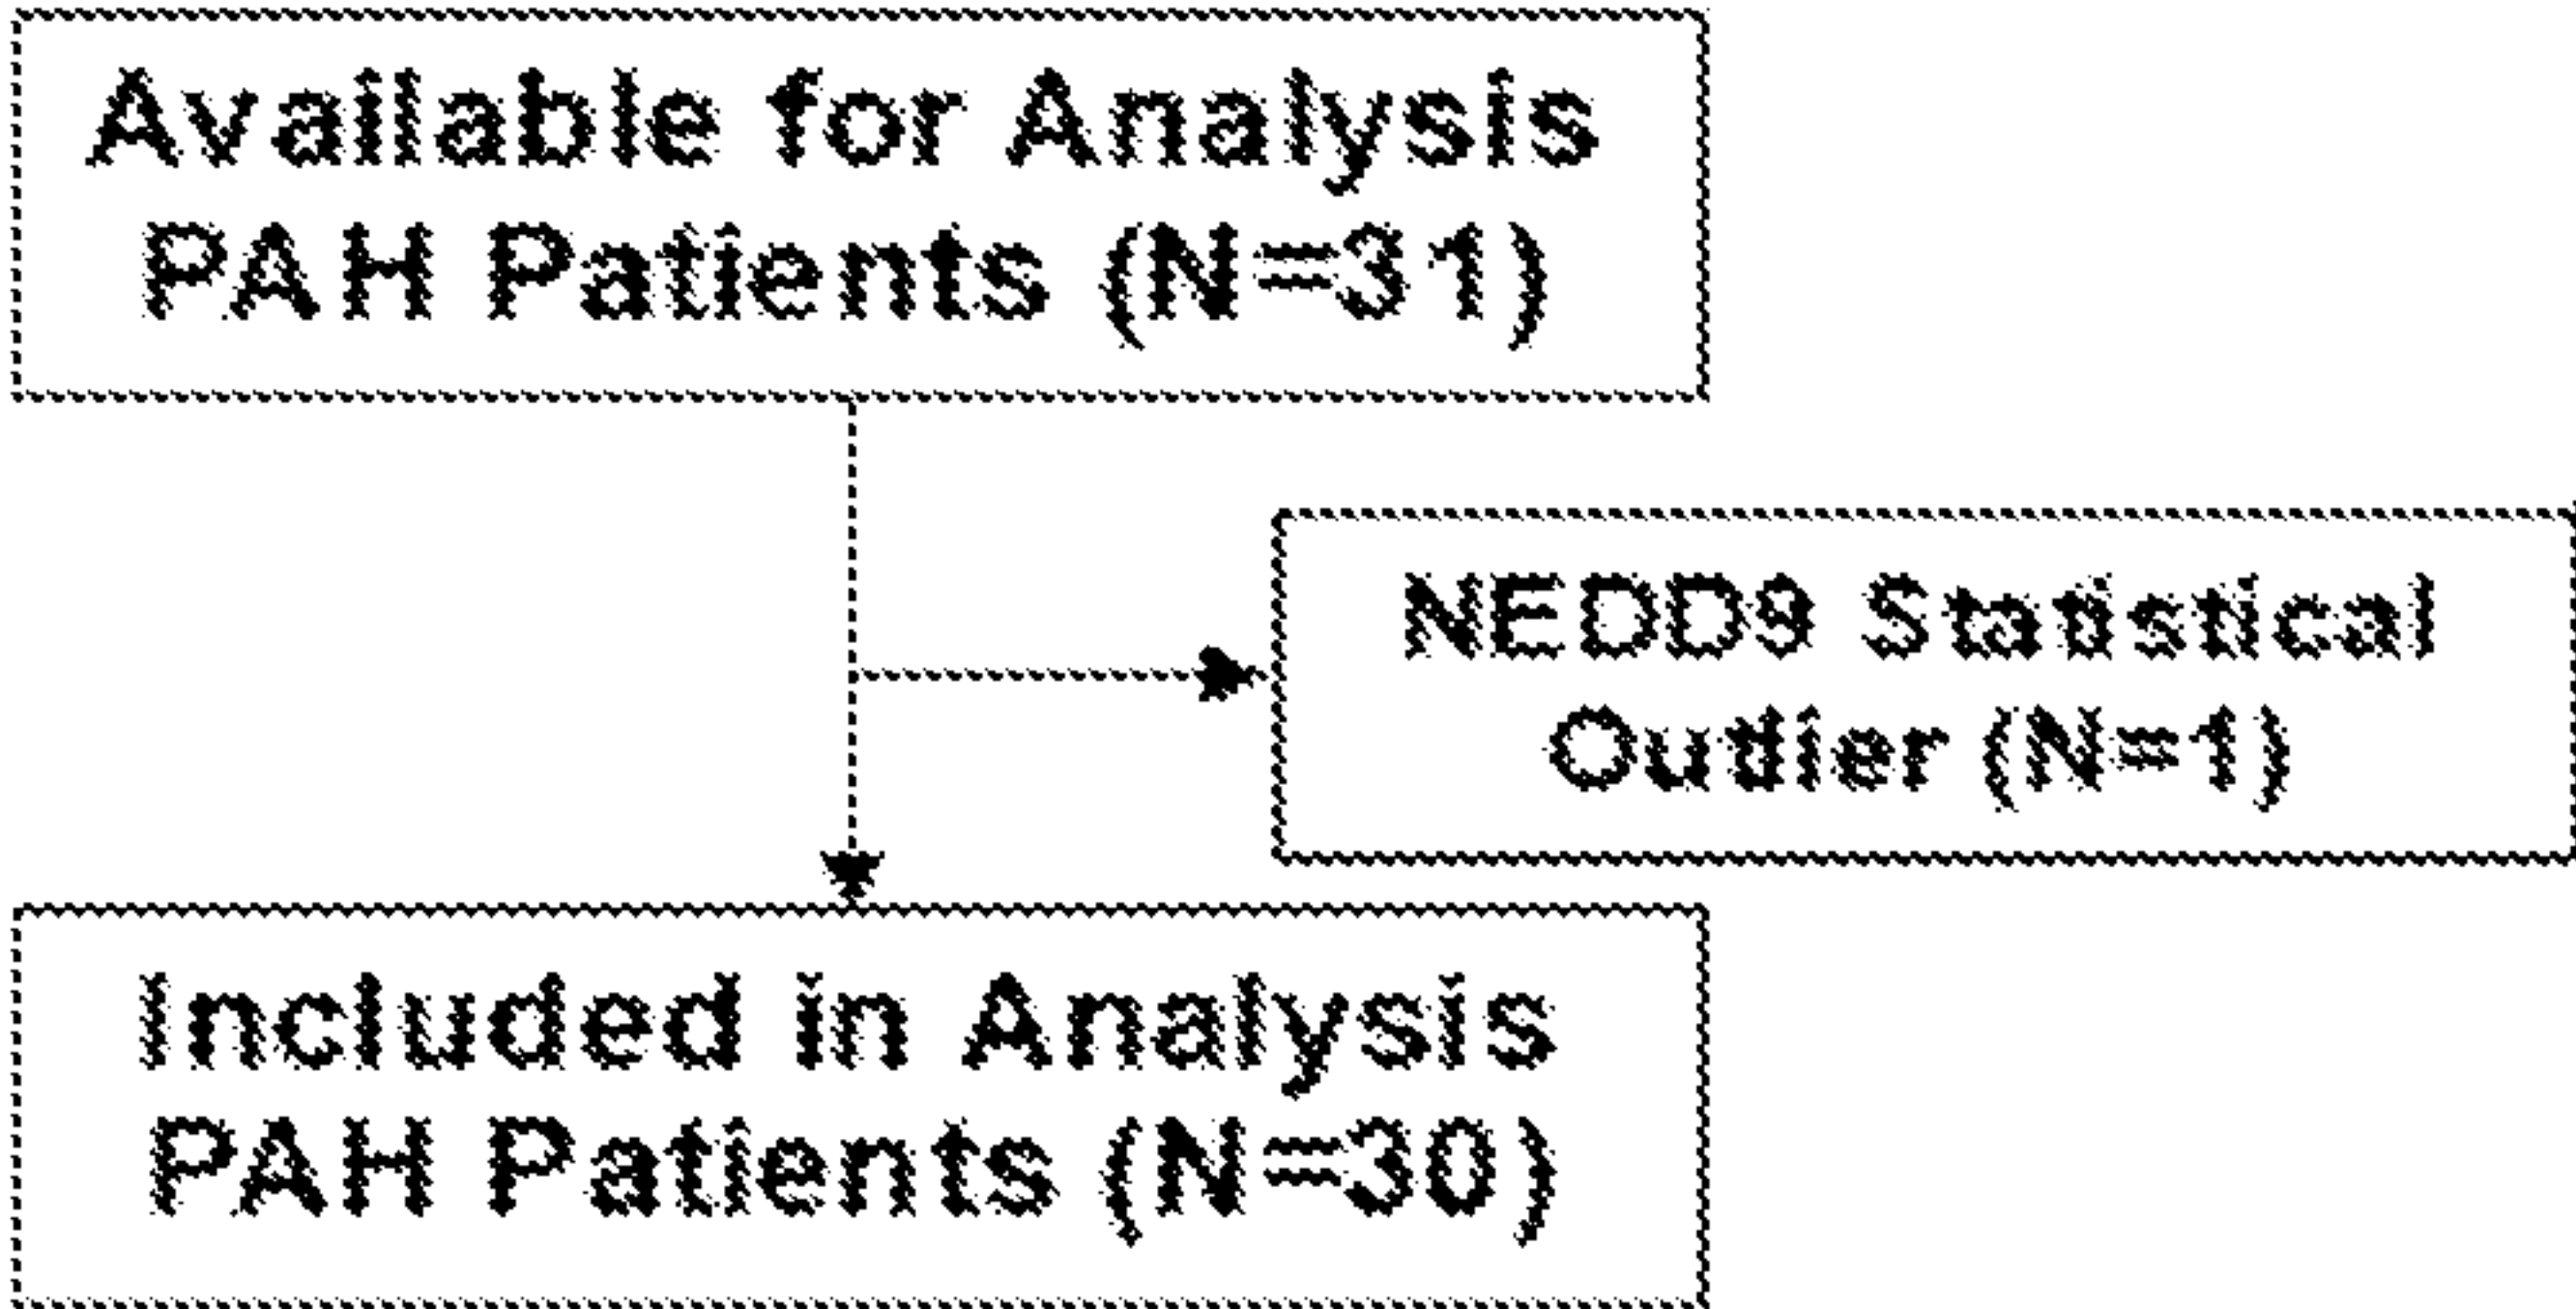 Available for Analysis
PAH Patients (N=31)
NEDD9 Statistical
Outlier (N=1)
Included in Analysis
PAH Patients (N=30)